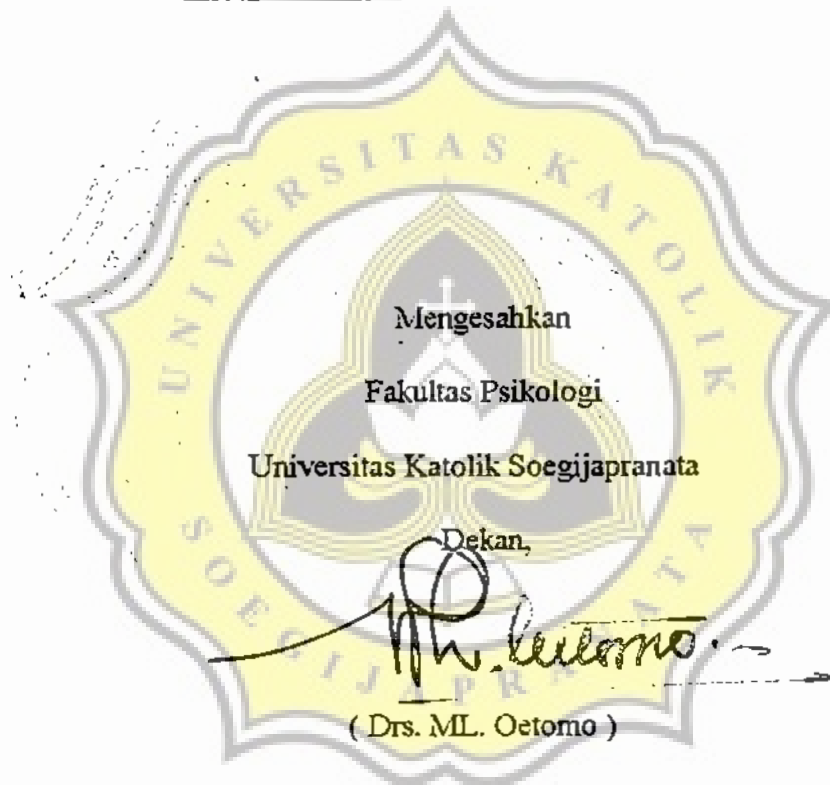 UNIVERSITAS KATOLIK
SOEGIJAPRANATA
Mengesahkan
Fakultas Psikologi
Universitas Katolik Soegijapranata
Dekan,
( Drs. ML. Oetomo )